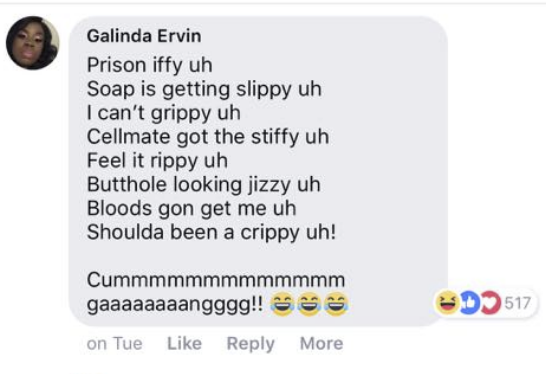 Galinda Ervin
Prison iffy uh
Soap is getting slippy uh
I can't grippy uh
Cellmate got the stiffy uh
Feel it rippy uh
Butthole looking jizzy uh
Bloods gon get me uh
Shoulda been a crippy uh!
Cummmmmmmmmmmmm
gaaaaaaaangggg!! 😂😂😂
517
on Tue Like Reply More